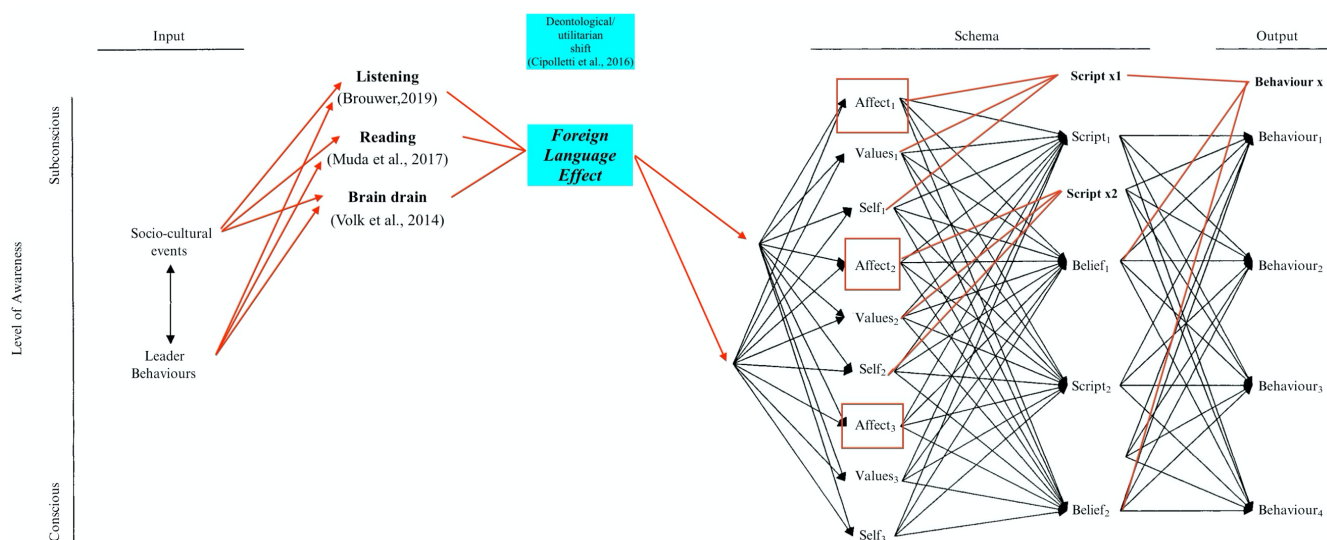 Input
Deontological/
utilitarian
shift
(Cipolletti et al., 2016)
Schema
Output
Level of Awareness
Subconscious
Conscious
Socio-cultural
events
Leader
Behaviours
Listening
(Brouwer,2019)
Reading
(Muda et al., 2017)
Brain drain
(Volk et al., 2014)
Foreign
Language
Effect
Affect₁
Values₁
Self₁
Affect₂
Values₂
Self₂
Affect₃
Values₃
Self₃
Script x1
Script₁
Script x2
Belief₁
Script₂
Belief₂
Behaviour x
Behaviour₁
Behaviour₂
Behaviour₃
Behaviour₄